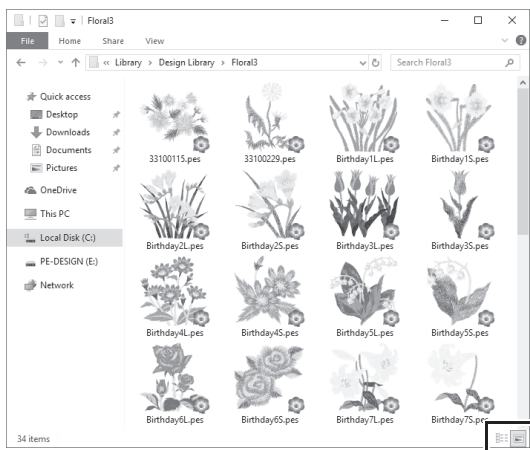 Floral3
File Home Share View
« Library › Design Library › Floral3
Search Floral3
Quick access
Desktop
Downloads
Documents
Pictures
OneDrive
This PC
Local Disk (C:)
PE-DESIGN (E:)
Network
33100115.pes 33100229.pes Birthday1L.pes Birthday1S.pes
Birthday2L.pes Birthday2S.pes Birthday3L.pes Birthday3S.pes
Birthday4L.pes Birthday4S.pes Birthday5L.pes Birthday5S.pes
Birthday6L.pes Birthday6S.pes Birthday7L.pes Birthday7S.pes
34 items